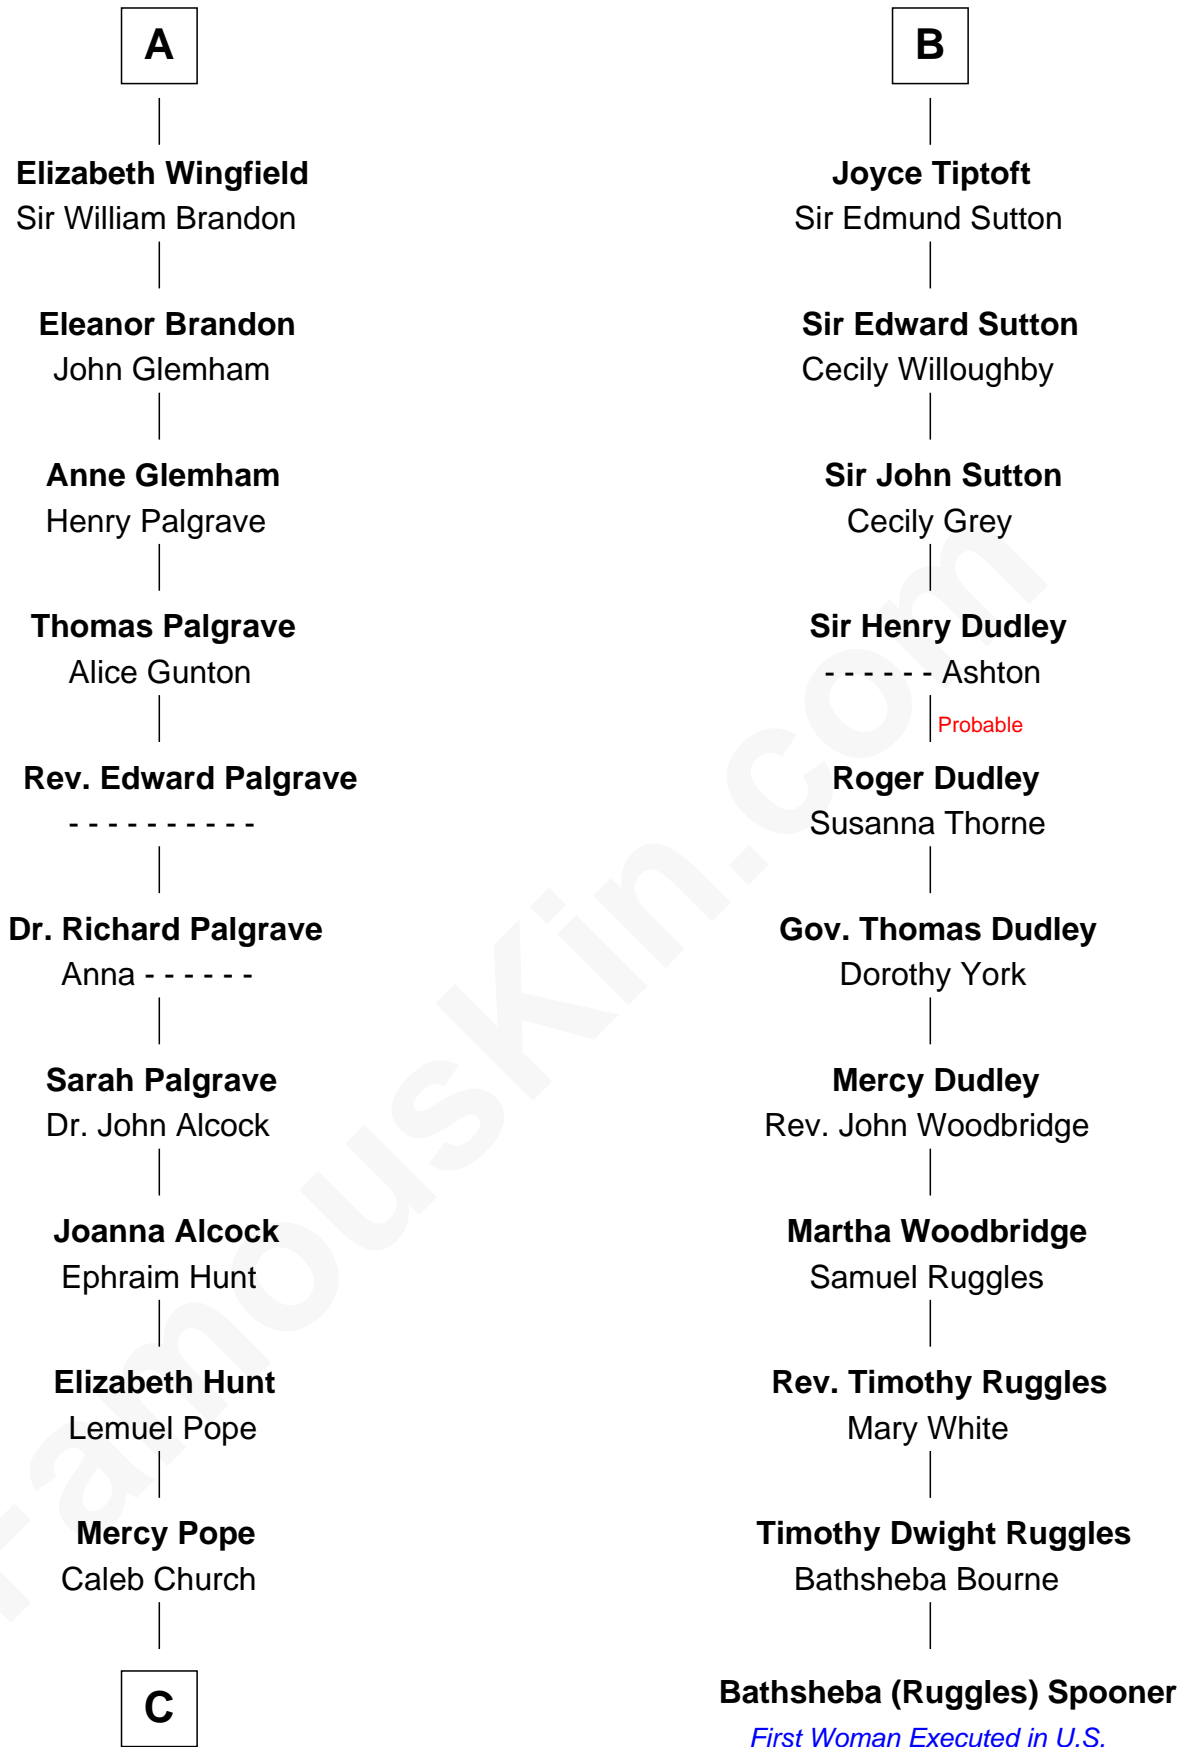 A
Elizabeth Wingfield
Sir William Brandon
Eleanor Brandon
John Glemham
Anne Glemham
Henry Palgrave
Thomas Palgrave
Alice Gunton
Rev. Edward Palgrave
- - - - - - - - - -
Dr. Richard Palgrave
Anna - - - - - -
Sarah Palgrave
Dr. John Alcock
Joanna Alcock
Ephraim Hunt
Elizabeth Hunt
Lemuel Pope
Mercy Pope
Caleb Church
C
B
Joyce Tiptoft
Sir Edmund Sutton
Sir Edward Sutton
Cecily Willoughby
Sir John Sutton
Cecily Grey
Sir Henry Dudley
- - - - - - Ashton
Probable
Roger Dudley
Susanna Thorne
Gov. Thomas Dudley
Dorothy York
Mercy Dudley
Rev. John Woodbridge
Martha Woodbridge
Samuel Ruggles
Rev. Timothy Ruggles
Mary White
Timothy Dwight Ruggles
Bathsheba Bourne
Bathsheba (Ruggles) Spooner
First Woman Executed in U.S.
FamousKin.com